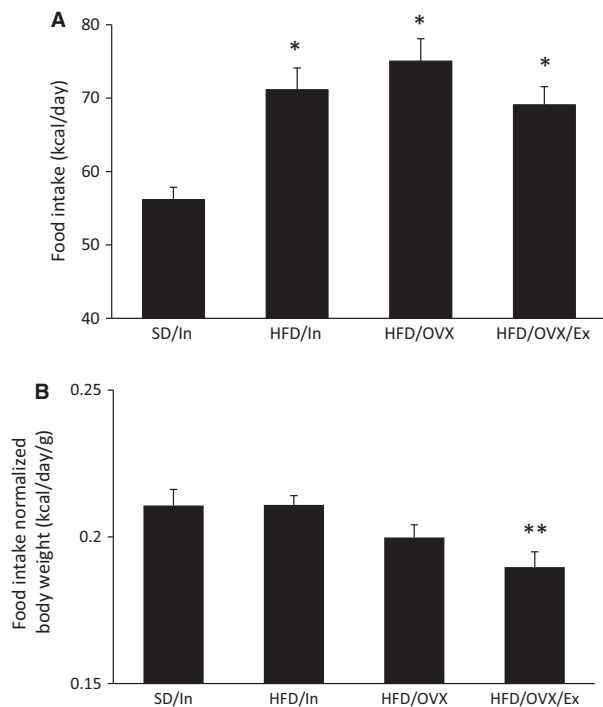 A
Food intake (kcal/day)
80
70
60
50
40
*
*
*
SD/In HFD/In HFD/OVX HFD/OVX/Ex
B
Food intake normalized
body weight (kcal/day/g)
0.25
0.2
0.15
**
SD/In HFD/In HFD/OVX HFD/OVX/Ex